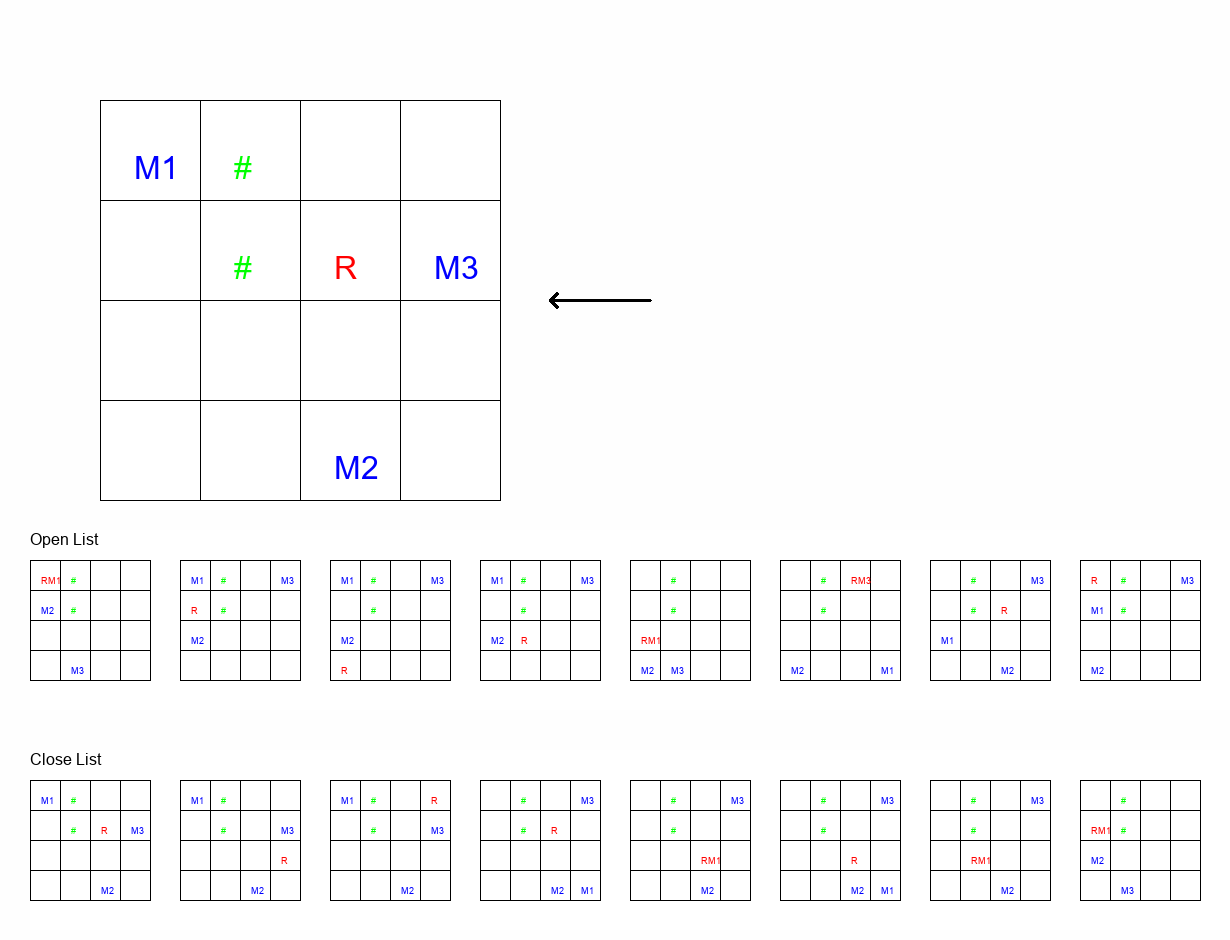 M1 #
# R M3
M2
Open List
RM1 # M1 # M3 M1 # M3 M1 # M3 # # RM3 # M3 R # M3
M2 # R # # # # # # R M1 #
M2 M2 M2 R RM1 M1
M3 R M2 M3 M2 M1 M2 M2
Close List
M1 # M1 # M1 # R # M3 # M3 # M3 # M3 #
# R M3 # M3 # M3 # R # # # RM1 #
R RM1 R RM1 M2
M2 M2 M2 M2 M1 M2 M2 M1 M2 M3